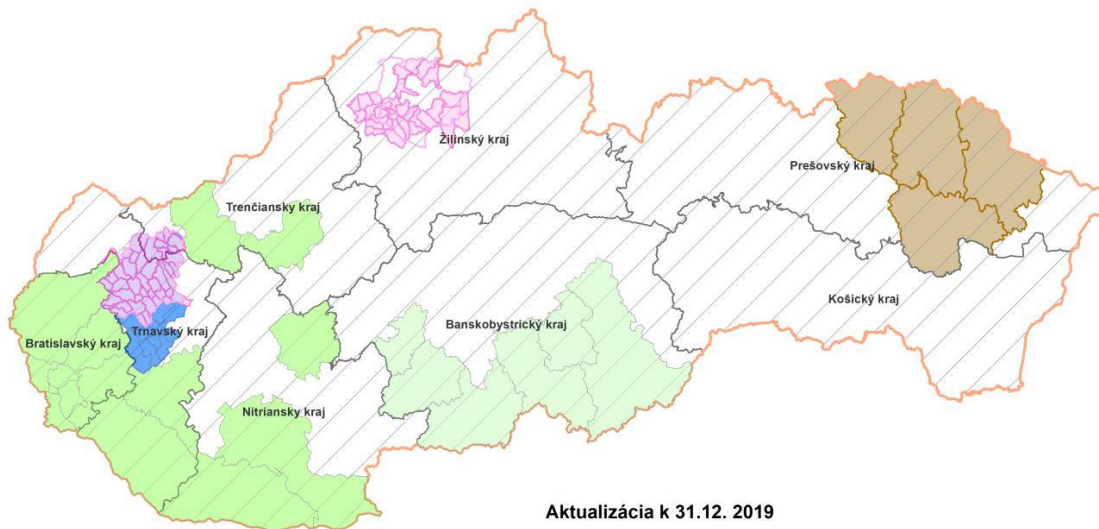 Žilinský kraj
Prešovský kraj
Trenčiansky kraj
Košický kraj
Banskobystrický kraj
Trnavský kraj
Bratislavský kraj
Nitriansky kraj
Aktualizácia k 31.12. 2019